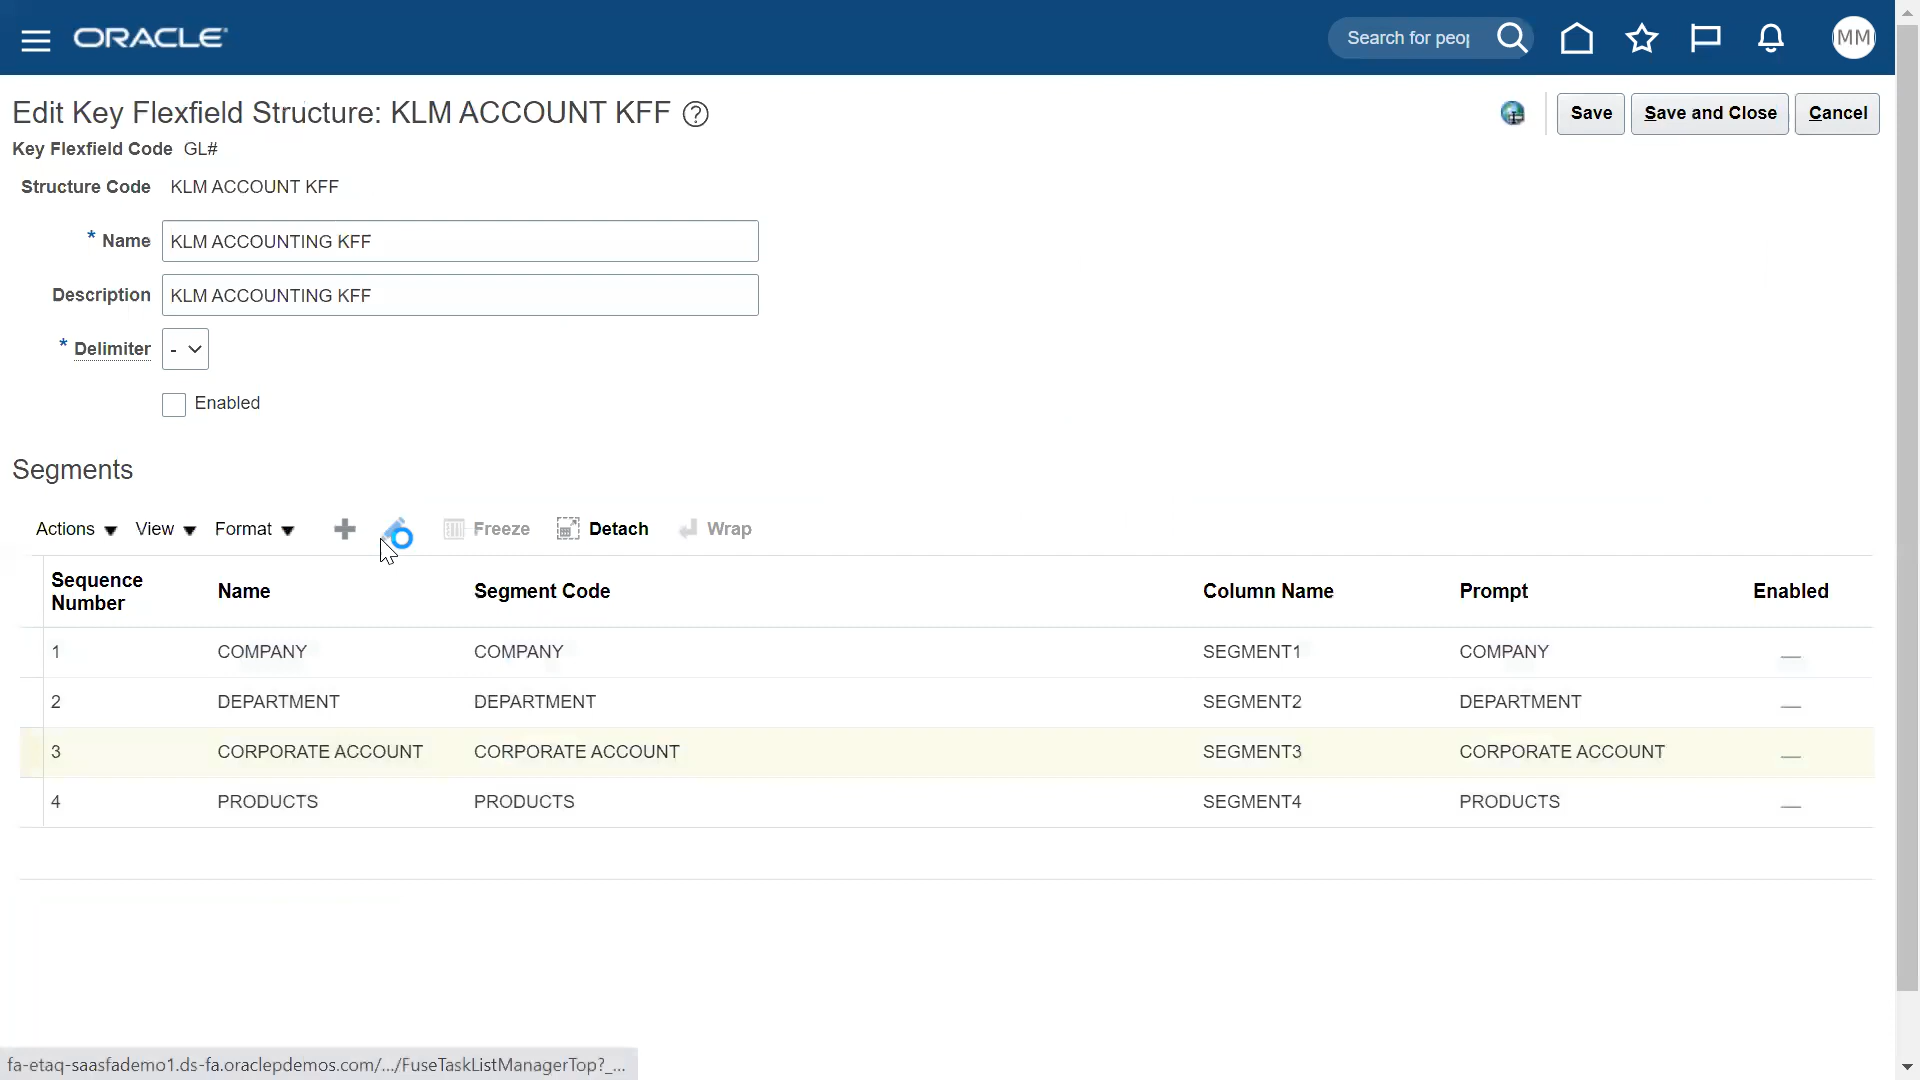 ORACLE
Search for peop
MM
Edit Key Flexfield Structure: KLM ACCOUNT KFF ?
Save
Save and Close
Cancel
Key Flexfield Code GL#
Structure Code KLM ACCOUNT KFF
* Name KLM ACCOUNTING KFF
Description KLM ACCOUNTING KFF
* Delimiter -
Enabled
Segments
Actions View Format Freeze Detach Wrap
Sequence Number Name Segment Code Column Name Prompt Enabled
1 COMPANY COMPANY SEGMENT1 COMPANY
2 DEPARTMENT DEPARTMENT SEGMENT2 DEPARTMENT
3 CORPORATE ACCOUNT CORPORATE ACCOUNT SEGMENT3 CORPORATE ACCOUNT
4 PRODUCTS PRODUCTS SEGMENT4 PRODUCTS
fa-etaq-saasfademo1.ds-fa.oraclepdemos.com/.../FuseTaskListManagerTop?_...